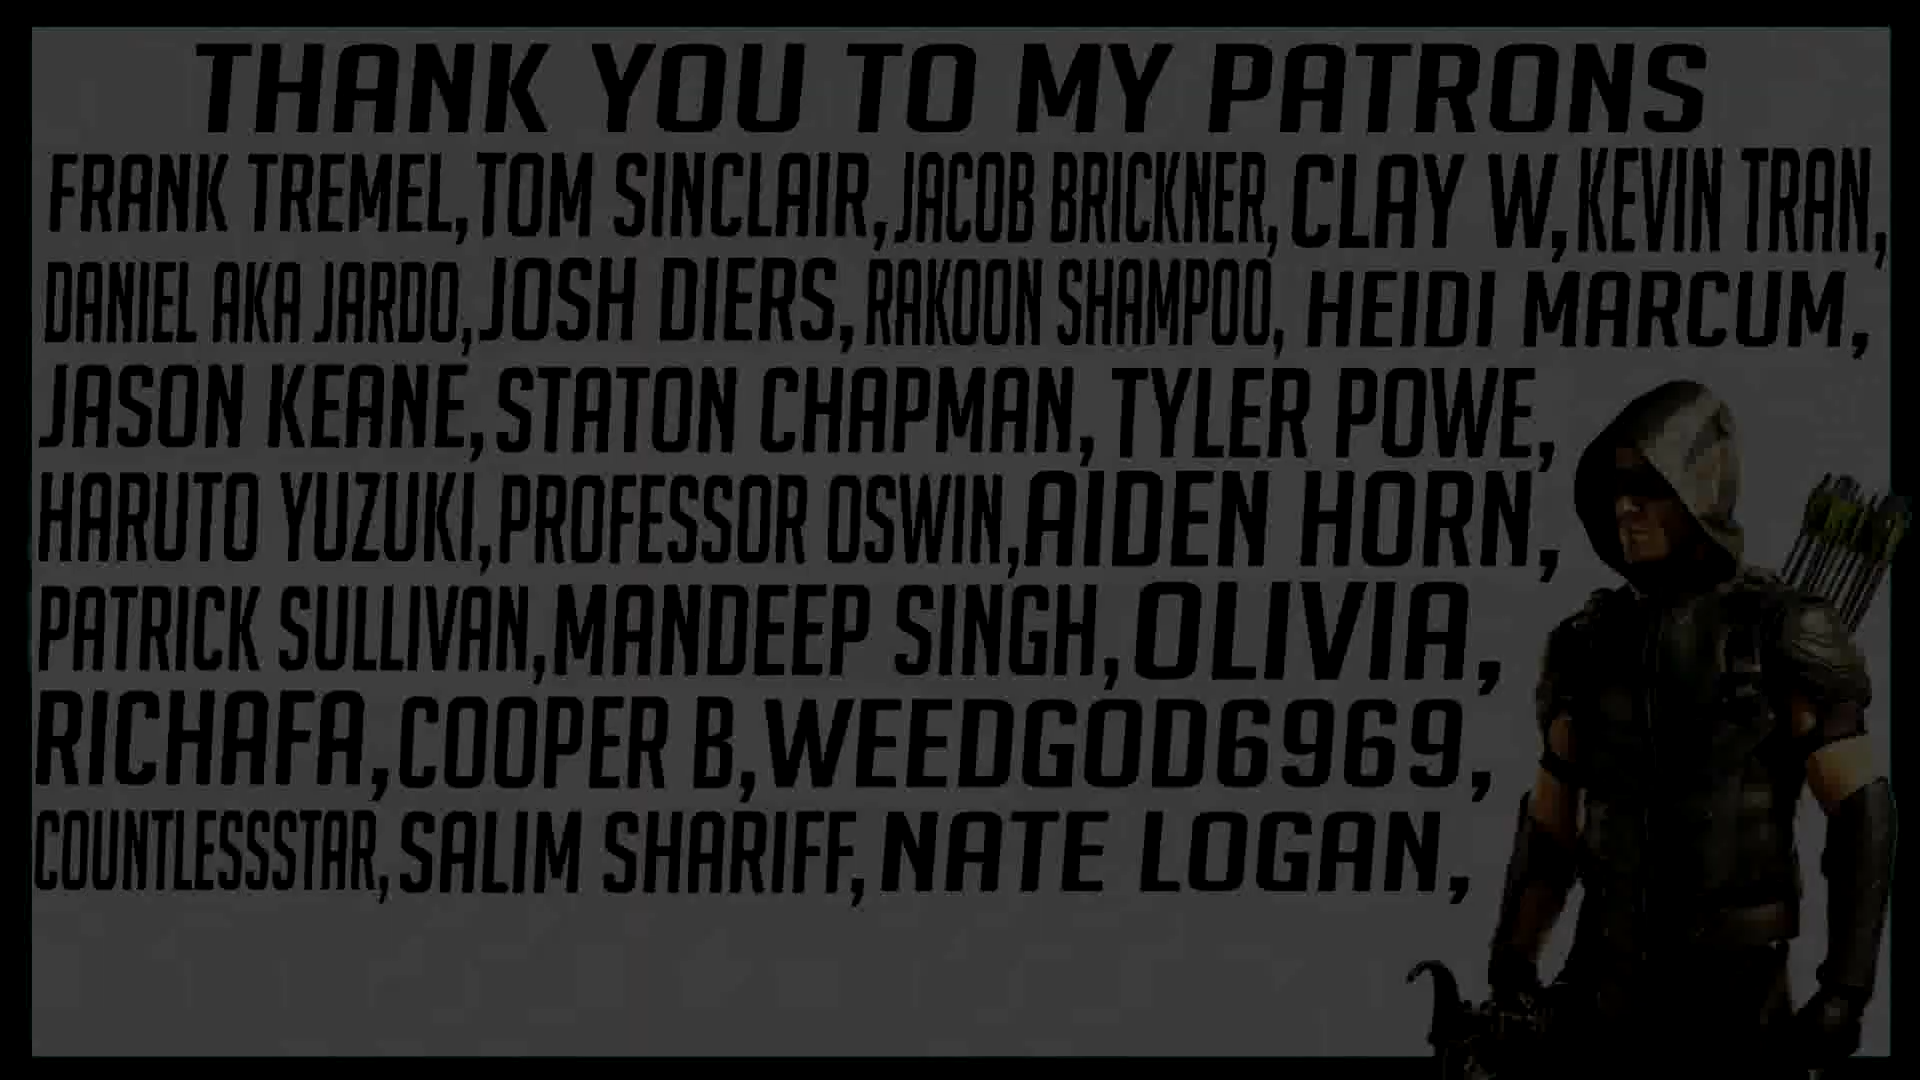 THANK YOU TO MY PATRONS
FRANK TREMEL, TOM SINCLAIR, JACOB BRICKNER, CLAY W, KEVIN TRAN,
DANIEL AKA JARDO, JOSH DIERS, RAKOON SHAMPOO, HEIDI MARCUM,
JASON KEANE, STATON CHAPMAN, TYLER POWE,
HARUTO YUZUKI, PROFESSOR OSWIN, AIDEN HORN,
PATRICK SULLIVAN, MANDEEP SINGH, OLIVIA,
RICHAFA, COOPER B, WEEDGOD6969,
COUNTLESSSTAR, SALIM SHARIFF, NATE LOGAN,